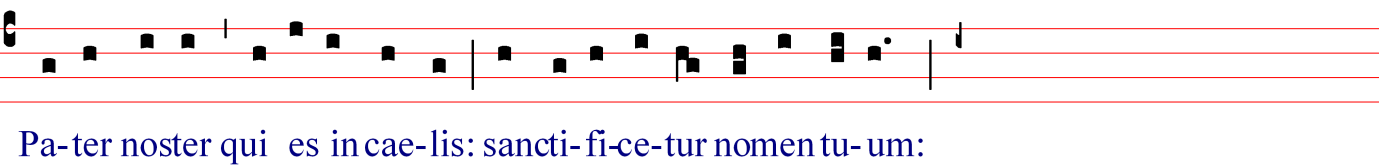 Pa-ter noster qui es in cae-lis: sancti-fi-ce-tur nomen tu-um: